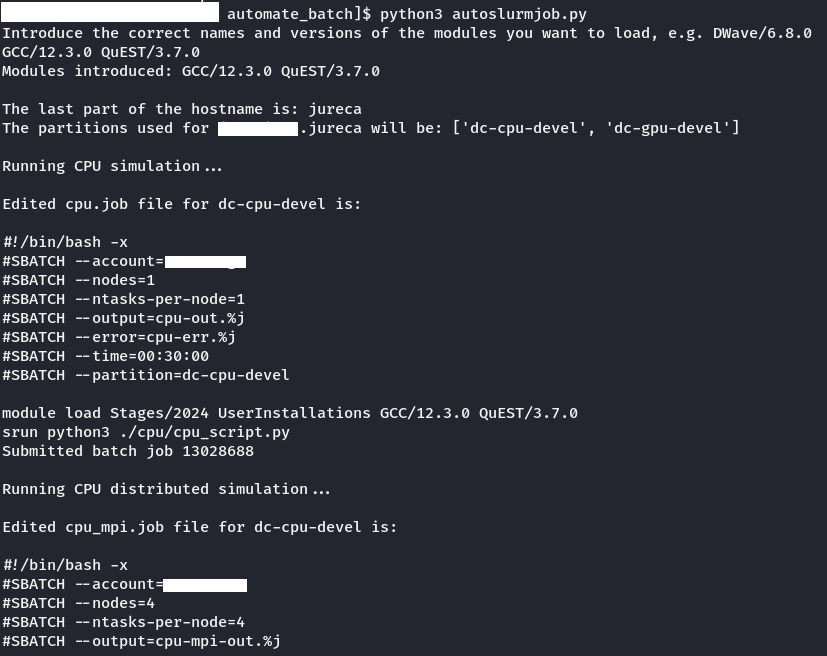 automate_batch]$ python3 autoslurmjob.py
Introduce the correct names and versions of the modules you want to load, e.g. DWave/6.8.0
GCC/12.3.0 QuEST/3.7.0
Modules introduced: GCC/12.3.0 QuEST/3.7.0
The last part of the hostname is: jureca
The partitions used for .jureca will be: ['dc-cpu-devel', 'dc-gpu-devel']
Running CPU simulation...
Edited cpu.job file for dc-cpu-devel is:
#!/bin/bash -x
#SBATCH --account=
#SBATCH --nodes=1
#SBATCH --ntasks-per-node=1
#SBATCH --output=cpu-out.%j
#SBATCH --error=cpu-err.%j
#SBATCH --time=00:30:00
#SBATCH --partition=dc-cpu-devel
module load Stages/2024 UserInstallations GCC/12.3.0 QuEST/3.7.0
srun python3 ./cpu/cpu_script.py
Submitted batch job 13028688
Running CPU distributed simulation...
Edited cpu_mpi.job file for dc-cpu-devel is:
#!/bin/bash -x
#SBATCH --account=
#SBATCH --nodes=4
#SBATCH --ntasks-per-node=4
#SBATCH --output=cpu-mpi-out.%j